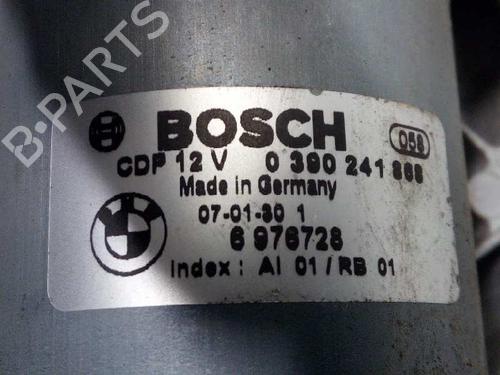 B-PARTS
BOSCH
058
CDP 12 V 0 390 241 868
Made in Germany
07-01-30 1
6 976728
Index: AI 01 / RB 01